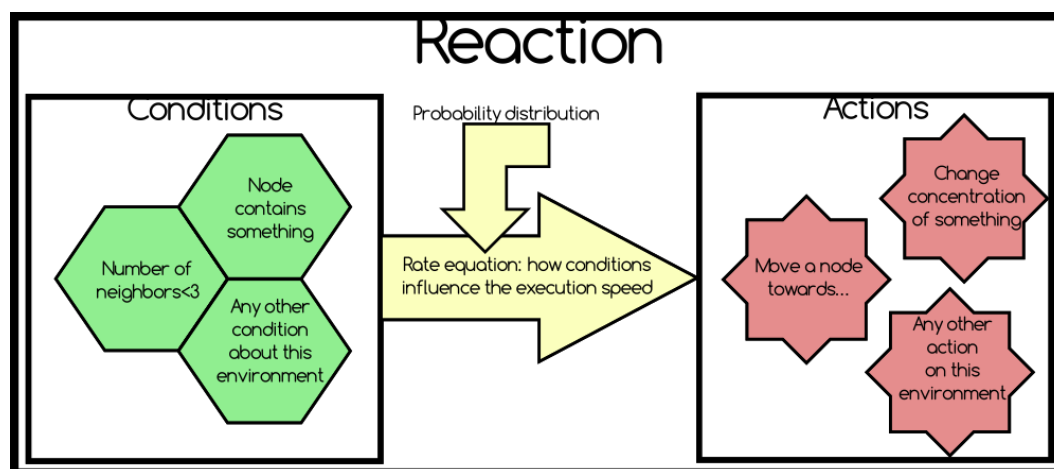 Reaction
Conditions
Node
contains
something
Number of
neighbors<3
Any other
condition
about this
environment
Probability distribution
Rate equation: how conditions
influence the execution speed
Actions
Change
concentration
of something
Move a node
towards...
Any other
action
on this
environment